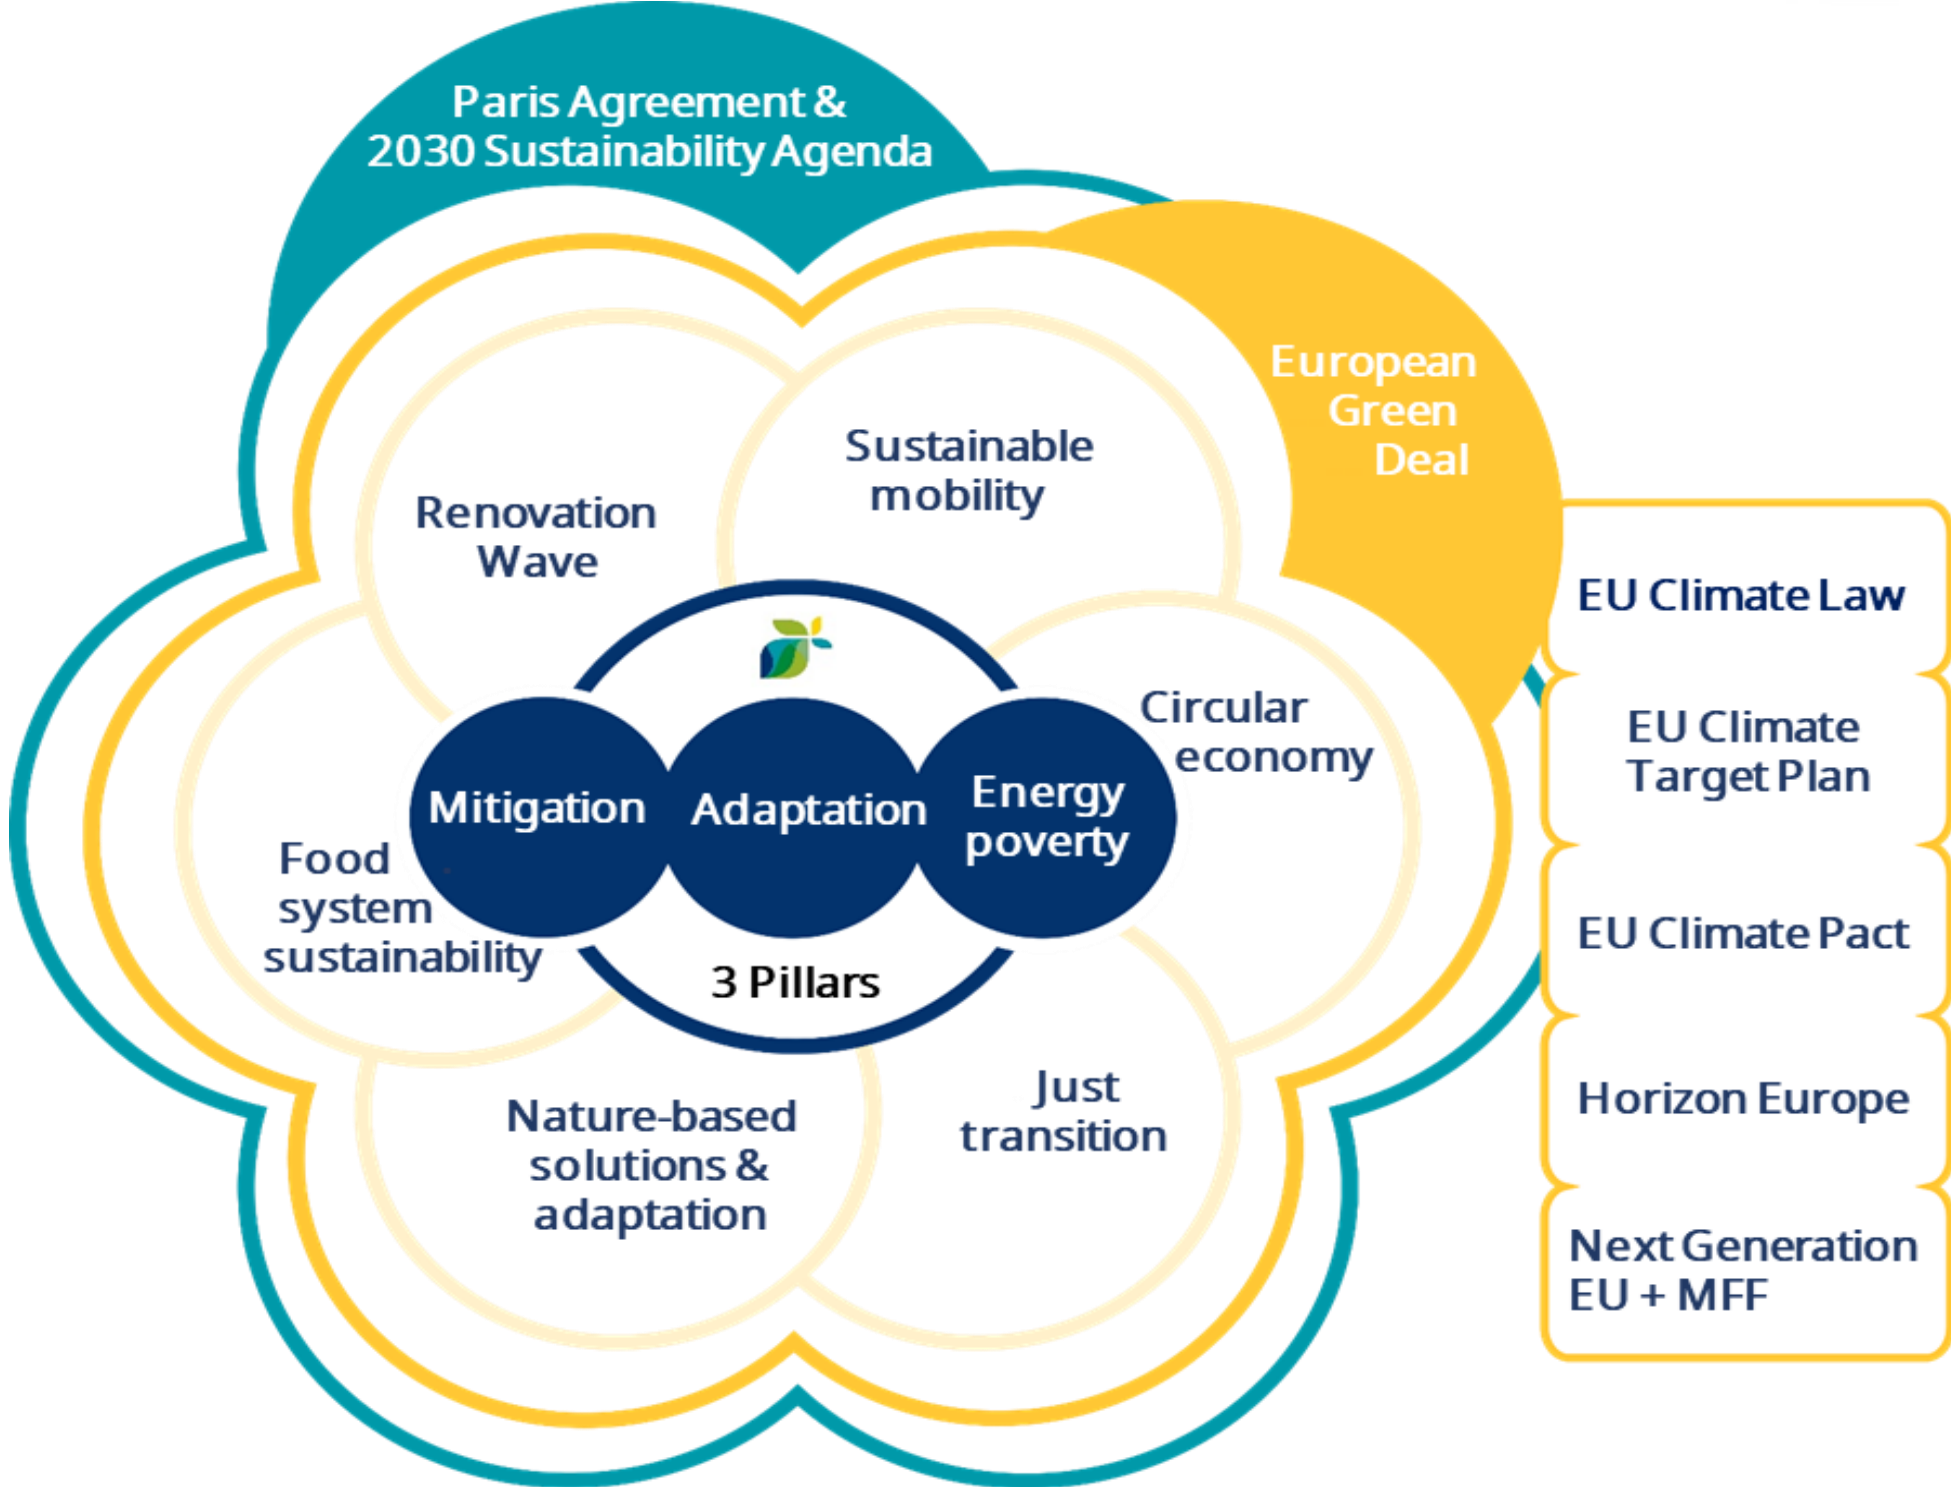 Paris Agreement &
2030 Sustainability Agenda
European
Green
Deal
Sustainable
mobility
Renovation
Wave
Circular
economy
Mitigation
Adaptation
Energy
poverty
Food
system
sustainability
3 Pillars
Just
transition
Nature-based
solutions &
adaptation
EU Climate Law
EU Climate
Target Plan
EU Climate Pact
Horizon Europe
Next Generation
EU + MFF